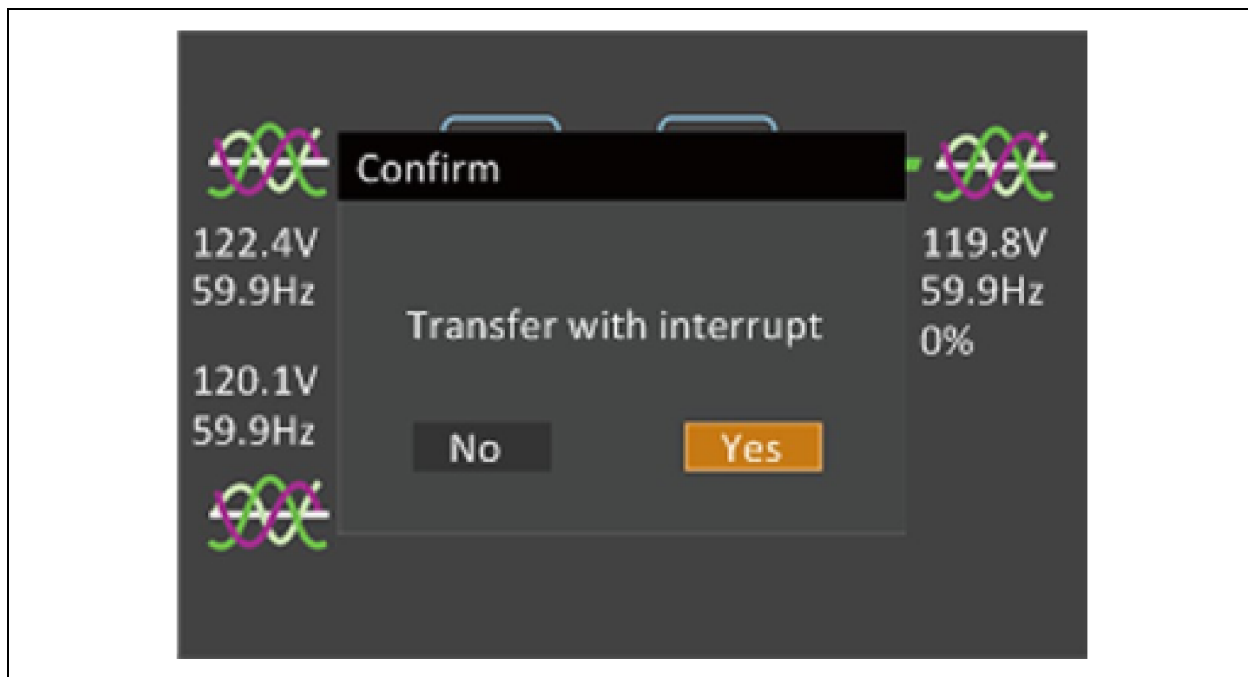 Confirm
122.4V
59.9Hz
119.8V
59.9Hz
0%
Transfer with interrupt
120.1V
59.9Hz
No
Yes